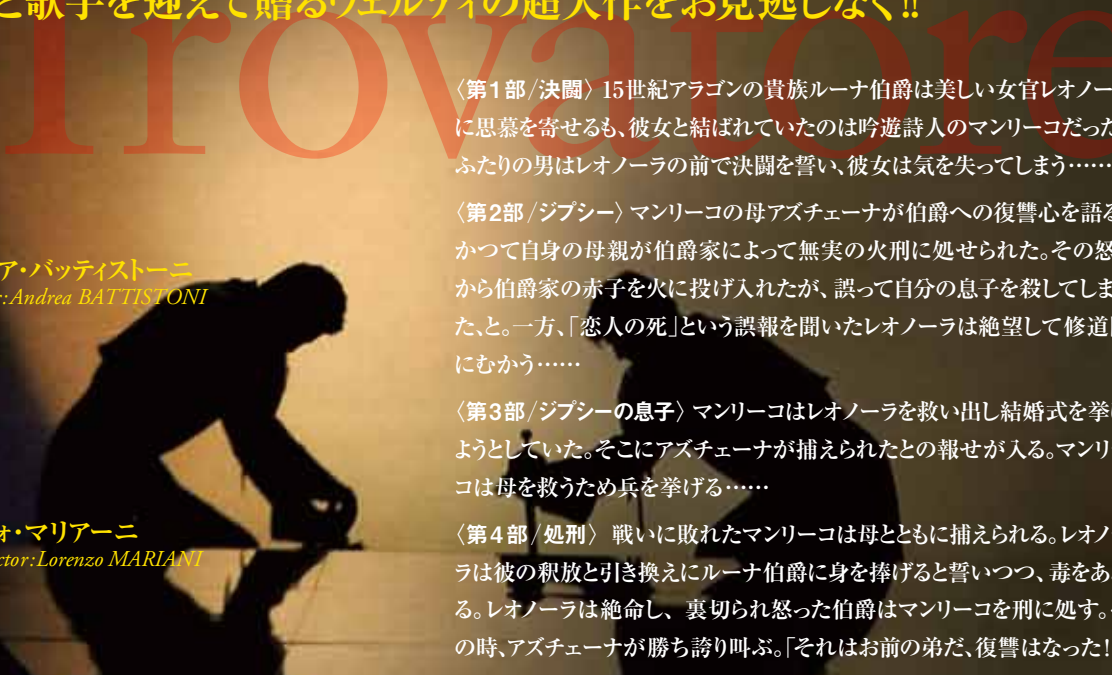 と歌手を迎えて贈るヴェルディの超大作をお見逃しなく!!
rovatore
〈第1部/決闘〉 15世紀アラゴンの貴族ルーナ伯爵は美しい女官レオノー
に思慕を寄せるも、彼女と結ばれていたのは吟遊詩人のマンリーコだった
ふたりの男はレオノーラの前で決闘を誓い、彼女は気を失ってしまう……
〈第2部/ジプシー〉 マンリーコの母アズチェーナが伯爵への復讐心を語る
かつて自身の母親が伯爵家によって無実の火刑に処せられた。その怒
から伯爵家の赤子を火に投げ入れたが、誤って自分の息子を殺してしま
た、と。一方、「恋人の死」という誤報を聞いたレオノーラは絶望して修道
にむかう……
〈第3部/ジプシーの息子〉 マンリーコはレオノーラを救い出し結婚式を挙げ
ようとしていた。そこにアズチェーナが捕えられたとの報せが入る。マンリ
コは母を救うため兵を挙げる……
〈第4部/処刑〉 戦いに敗れたマンリーコは母とともに捕えられる。レオノ
ラは彼の釈放と引き換えにルーナ伯爵に身を捧げると誓いつつ、毒をあ
る。レオノーラは絶命し、裏切られ怒った伯爵はマンリーコを刑に処す。
の時、アズチェーナが勝ち誇り叫ぶ。「それはお前の弟だ、復讐はなった!
ア・バッティストーニ
:Andrea BATTISTONI
ォ・マリアーニ
ctor:Lorenzo MARIANI